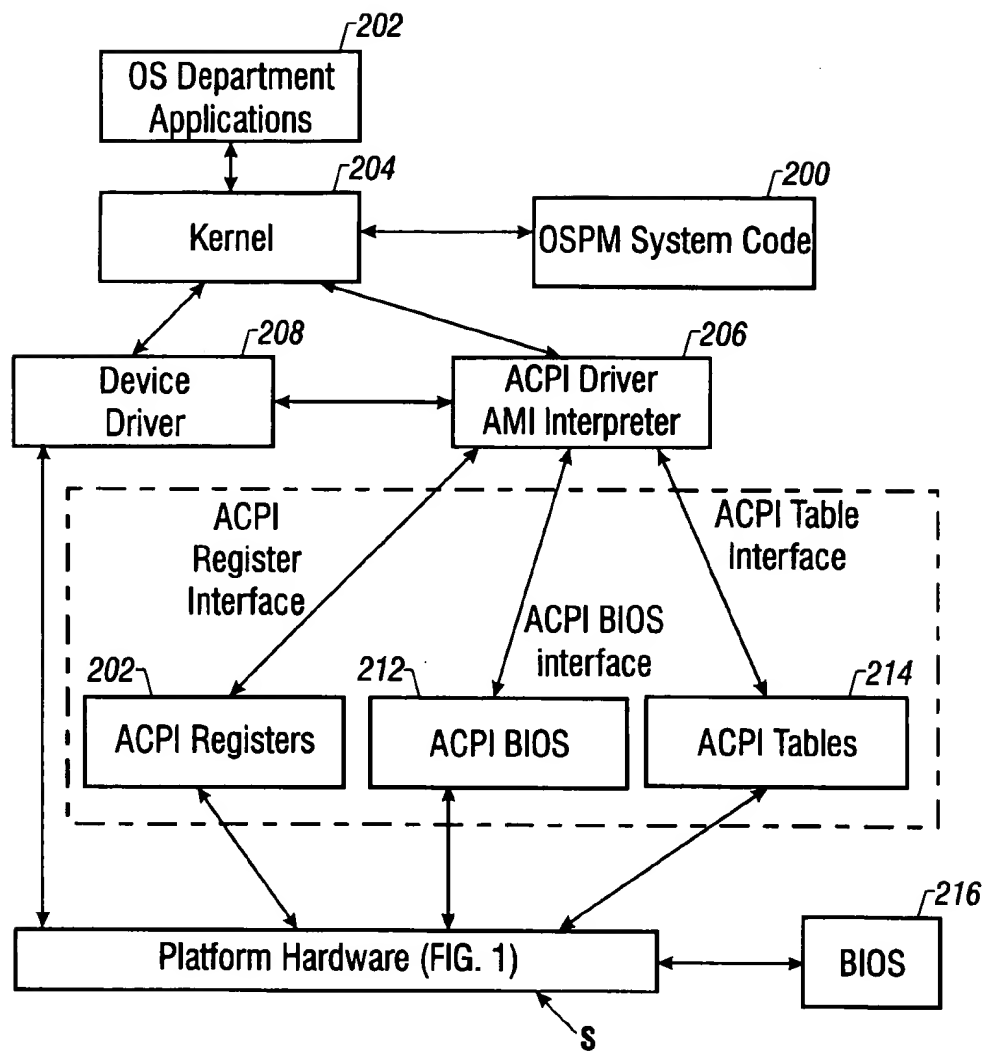 202
OS Department
Applications
204
Kernel
200
OSPM System Code
208
Device
Driver
206
ACPI Driver
AMI Interpreter
ACPI
Register
Interface
ACPI Table
Interface
ACPI BIOS
interface
202
ACPI Registers
212
ACPI BIOS
214
ACPI Tables
Platform Hardware (FIG. 1)
216
BIOS
S